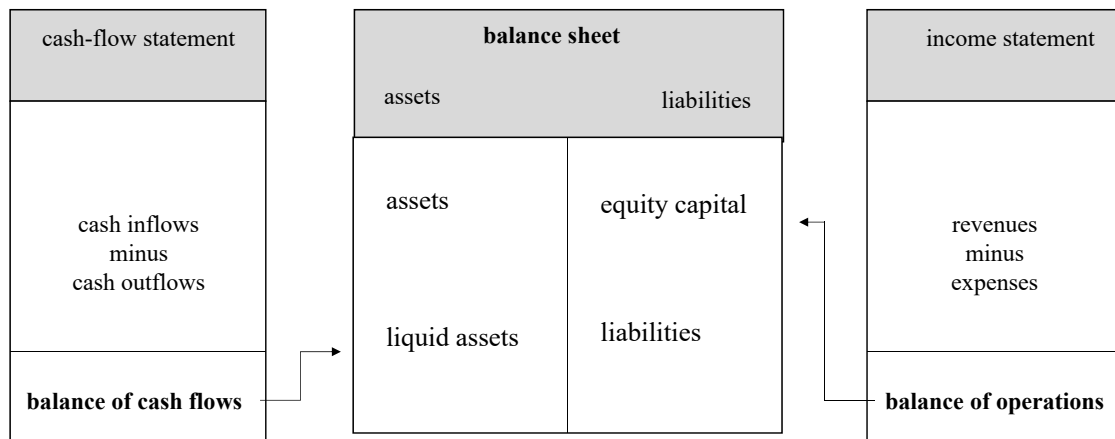 cash-flow statement
cash inflows
minus
cash outflows
balance of cash flows
balance sheet
assets liabilities
assets equity capital
liquid assets liabilities
income statement
revenues
minus
expenses
balance of operations